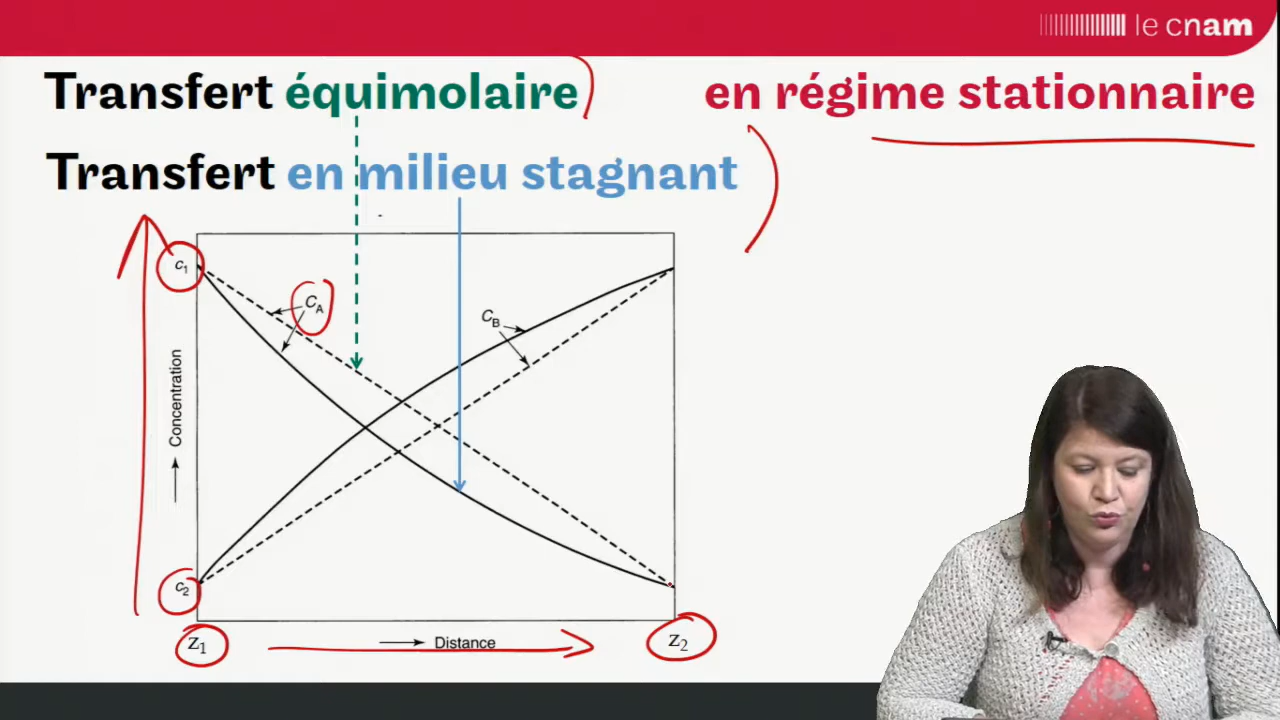 le cnam
Transfert équimolaire en régime stationnaire
Transfert en milieu stagnant
c1
CA
CB
Concentration
c2
z1 Distance z2